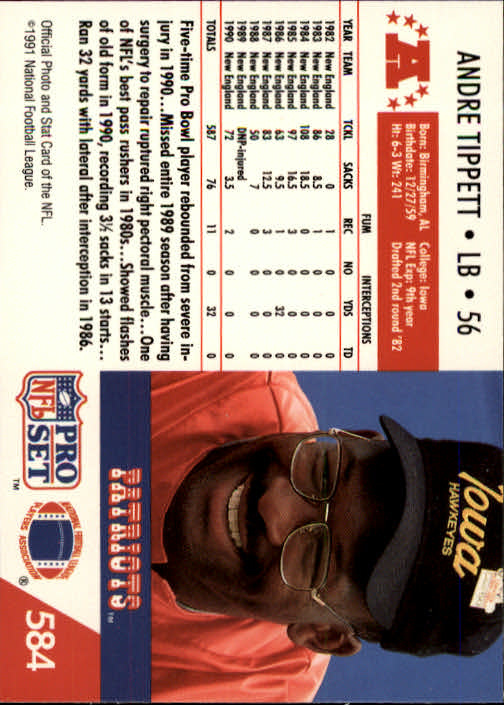 ANDRE TIPPETT • LB • 56
A
Born: Birmingham, AL College: Iowa
Birthdate: 12/27/59 NFL Exp: 9th year
Ht: 6-3 Wt: 241 Drafted 2nd round '82
FUM INTERCEPTIONS
YEAR TEAM TCKL SACKS REC NO YDS TD
1982 New England 28 0 1 0 0 0
1983 New England 86 8.5 1 0 0 0
1984 New England 108 18.5 0 0 0 0
1985 New England 97 16.5 3 0 0 0
1986 New England 63 9.5 1 0 32 0
1987 New England 83 12.5 3 0 0 0
1988 New England 50 7 0 0 0 0
1989 New England DNP-injured
1990 New England 72 3.5 2 0 0 0
TOTALS 587 76 11 0 32 0
Five-time Pro Bowl player rebounded from severe in-
jury in 1990...Missed entire 1989 season after having
surgery to repair ruptured right pectoral muscle...One
of NFL's best pass rushers in 1980s...Showed flashes
of old form in 1990, recording 3½ sacks in 13 starts...
Ran 32 yards with lateral after interception in 1986.
Official Photo and Stat Card of the NFL.
©1991 National Football League.
Iowa
HAWKEYES
PATRIOTS™
PRO
NFL SET
™
NATIONAL FOOTBALL LEAGUE
PLAYERS ASSOCIATION
®
584